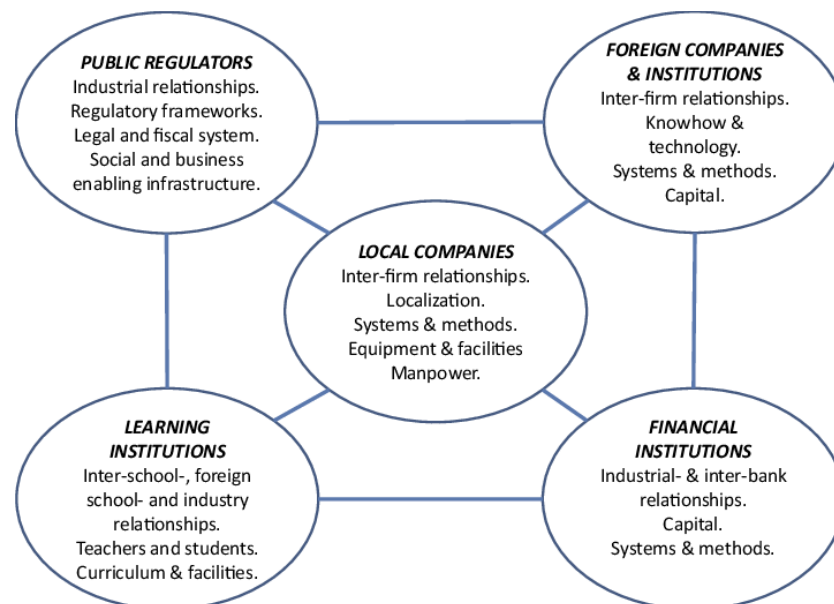 PUBLIC REGULATORS
Industrial relationships.
Regulatory frameworks.
Legal and fiscal system.
Social and business
enabling infrastructure.
FOREIGN COMPANIES
& INSTITUTIONS
Inter-firm relationships.
Knowhow &
technology.
Systems & methods.
Capital.
LOCAL COMPANIES
Inter-firm relationships.
Localization.
Systems & methods.
Equipment & facilities
Manpower.
LEARNING
INSTITUTIONS
Inter-school-, foreign
school- and industry
relationships.
Teachers and students.
Curriculum & facilities.
FINANCIAL
INSTITUTIONS
Industrial- & inter-bank
relationships.
Capital.
Systems & methods.